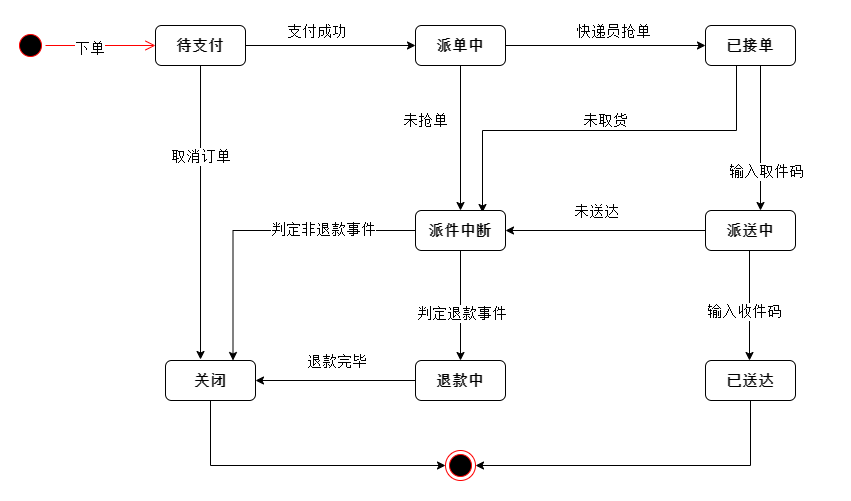 下单
待支付
支付成功
派单中
快递员抢单
已接单
未抢单
未取货
取消订单
输入取件码
判定非退款事件
派件中断
未送达
派送中
判定退款事件
输入收件码
关闭
退款完毕
退款中
已送达